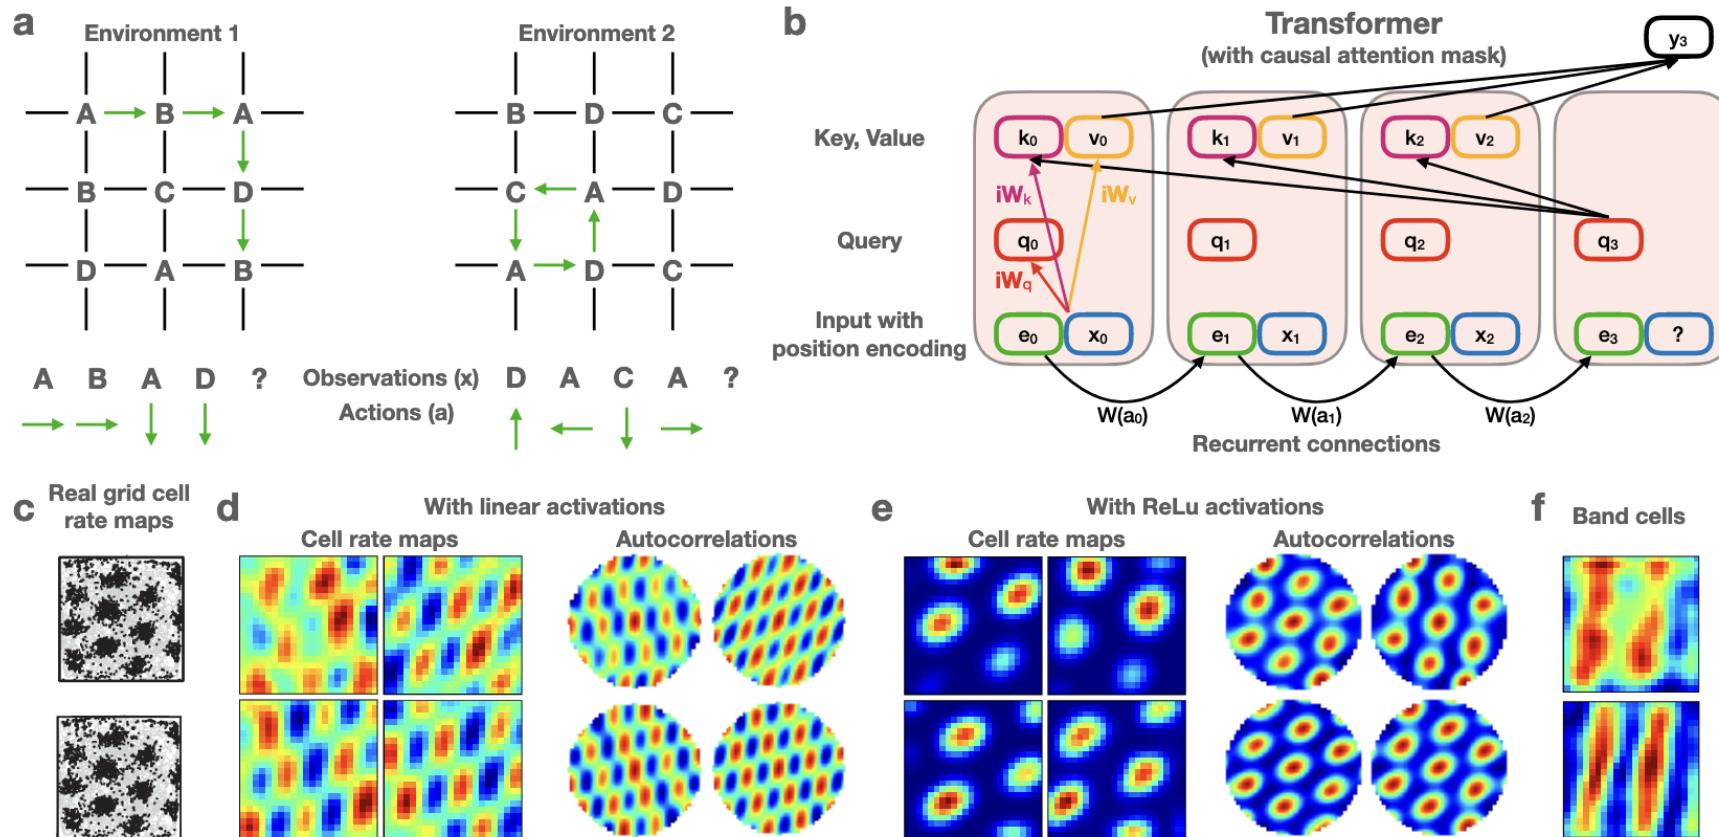 a
Environment 1
A B A
B C D
D A B
Environment 2
B D C
C A D
A D C
A B A D ?
Observations (x)
D A C A ?
Actions (a)
b
Transformer
(with causal attention mask)
y3
Key, Value
k0 v0 k1 v1 k2 v2
iWk iWv
Query
q0 q1 q2 q3
iWq
Input with
position encoding
e0 x0 e1 x1 e2 x2 e3 ?
W(a0) W(a1) W(a2)
Recurrent connections
c
Real grid cell
rate maps
d
With linear activations
Cell rate maps
Autocorrelations
e
With ReLu activations
Cell rate maps
Autocorrelations
f
Band cells